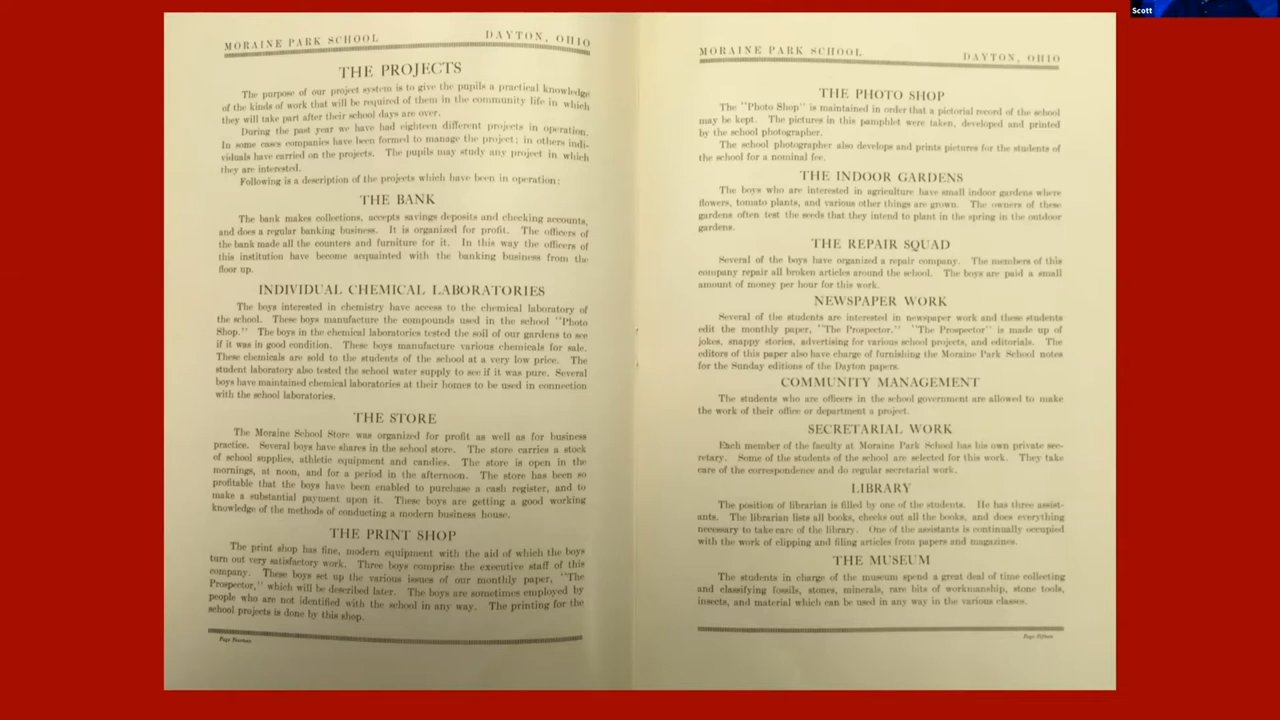 Scott
MORAINE PARK SCHOOL DAYTON, OHIO
THE PROJECTS
The purpose of our project system is to give the pupils a practical knowledge
of the kinds of work that will be required of them in the community life in which
they will take part after their school days are over.
During the past year we have had eighteen different projects in operation.
In some cases companies have been formed to manage the project; in others indi-
viduals have carried on the projects. The pupils may study any project in which
they are interested.
Following is a description of the projects which have been in operation:
THE BANK
The bank makes collections, accepts savings deposits and checking accounts,
and does a regular banking business. It is organized for profit. The officers of
the bank made all the counters and furniture for it. In this way the officers of
this institution have become acquainted with the banking business from the
floor up.
INDIVIDUAL CHEMICAL LABORATORIES
The boys interested in chemistry have access to the chemical laboratory of
the school. These boys manufacture the compounds used in the school "Photo
Shop." The boys in the chemical laboratories tested the soil of our gardens to see
if it was in good condition. These boys manufacture various chemicals for sale.
These chemicals are sold to the students of the school at a very low price. The
student laboratory also tested the school water supply to see if it was pure. Several
boys have maintained chemical laboratories at their homes to be used in connection
with the school laboratories.
THE STORE
The Moraine School Store was organized for profit as well as for business
practice. Several boys have shares in the school store. The store carries a stock
of school supplies, athletic equipment and candies. The store is open in the
mornings, at noon, and for a period in the afternoon. The store has been so
profitable that the boys have been enabled to purchase a cash register, and to
make a substantial payment upon it. These boys are getting a good working
knowledge of the methods of conducting a modern business house.
THE PRINT SHOP
The print shop has fine, modern equipment with the aid of which the boys
turn out very satisfactory work. Three boys comprise the executive staff of this
company. These boys set up the various issues of our monthly paper, "The
Prospector," which will be described later. The boys are sometimes employed by
people who are not identified with the school in any way. The printing for the
school projects is done by this shop.
Page Fourteen
MORAINE PARK SCHOOL DAYTON, OHIO
THE PHOTO SHOP
The "Photo Shop" is maintained in order that a pictorial record of the school
may be kept. The pictures in this pamphlet were taken, developed and printed
by the school photographer.
The school photographer also develops and prints pictures for the students of
the school for a nominal fee.
THE INDOOR GARDENS
The boys who are interested in agriculture have small indoor gardens where
flowers, tomato plants, and various other things are grown. The owners of these
gardens often test the seeds that they intend to plant in the spring in the outdoor
gardens.
THE REPAIR SQUAD
Several of the boys have organized a repair company. The members of this
company repair all broken articles around the school. The boys are paid a small
amount of money per hour for this work.
NEWSPAPER WORK
Several of the students are interested in newspaper work and these students
edit the monthly paper, "The Prospector." "The Prospector" is made up of
jokes, snappy stories, advertising for various school projects, and editorials. The
editors of this paper also have charge of furnishing the Moraine Park School notes
for the Sunday editions of the Dayton papers.
COMMUNITY MANAGEMENT
The students who are officers in the school government are allowed to make
the work of their office or department a project.
SECRETARIAL WORK
Each member of the faculty at Moraine Park School has his own private sec-
retary. Some of the students of the school are selected for this work. They take
care of the correspondence and do regular secretarial work.
LIBRARY
The position of librarian is filled by one of the students. He has three assist-
ants. The librarian lists all books, checks out all the books, and does everything
necessary to take care of the library. One of the assistants is continually occupied
with the work of clipping and filing articles from papers and magazines.
THE MUSEUM
The students in charge of the museum spend a great deal of time collecting
and classifying fossils, stones, minerals, rare bits of workmanship, stone tools,
insects, and material which can be used in any way in the various classes.
Page Fifteen